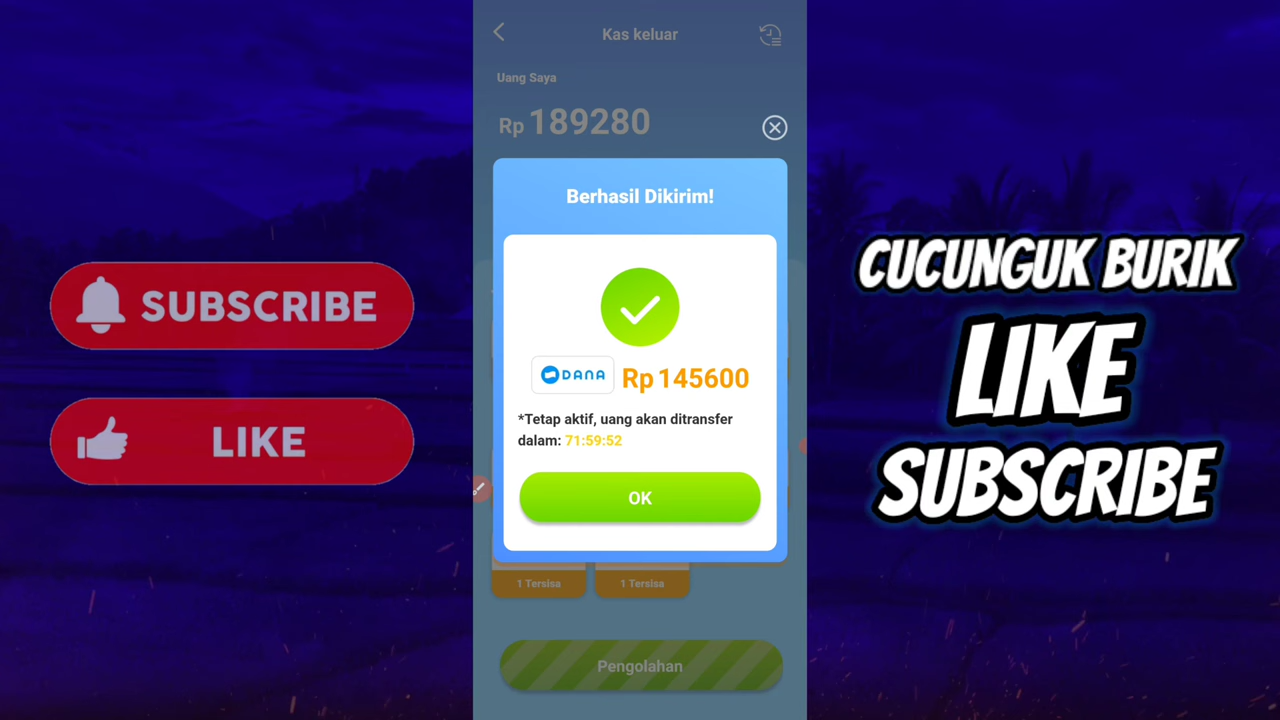 Kas keluar
Uang Saya
Rp 189280
Berhasil Dikirim!
DANA Rp 145600
*Tetap aktif, uang akan ditransfer
dalam: 71:59:52
OK
1 Tersisa
1 Tersisa
Pengolahan
SUBSCRIBE
LIKE
CUCUNGUK BURIK
LIKE
SUBSCRIBE